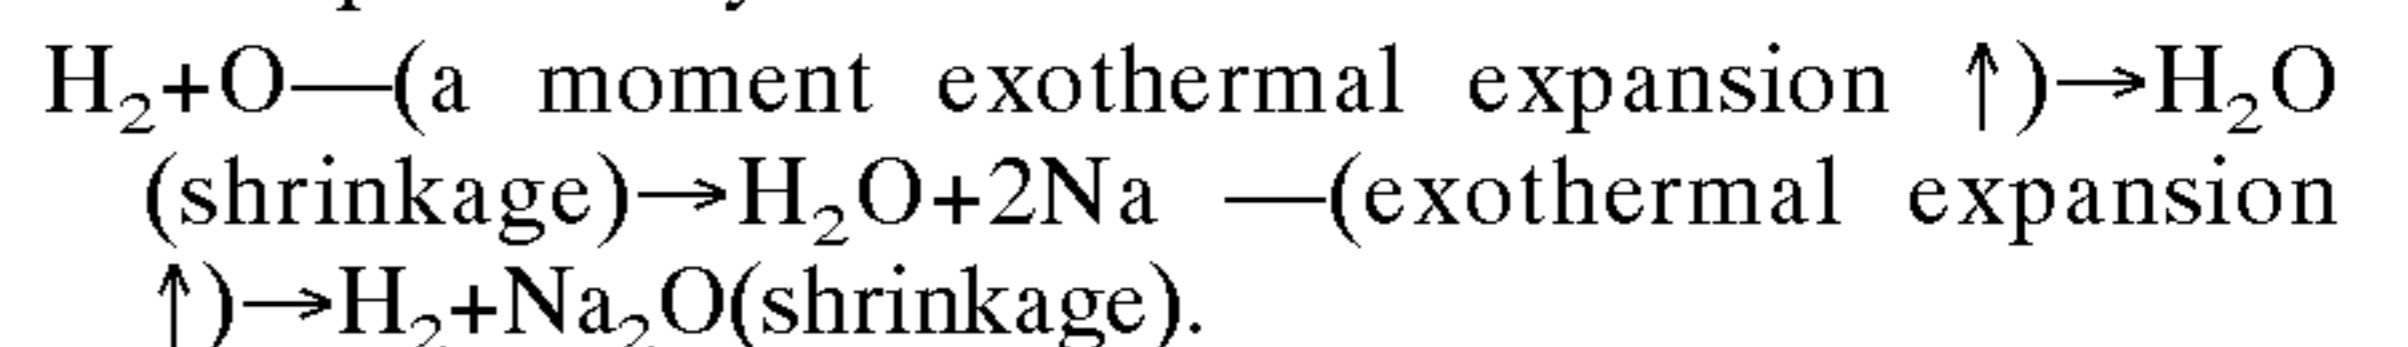 H₂+O—(a moment exothermal expansion ↑)→H₂O
(shrinkage)→H₂O+2Na —(exothermal expansion
↑)→H₂+Na₂O(shrinkage).